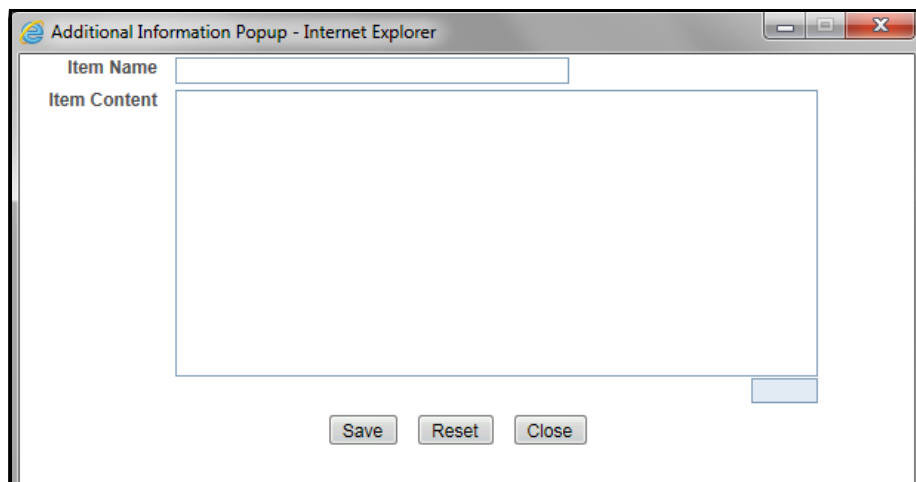 Additional Information Popup - Internet Explorer
Item Name
Item Content
Save Reset Close